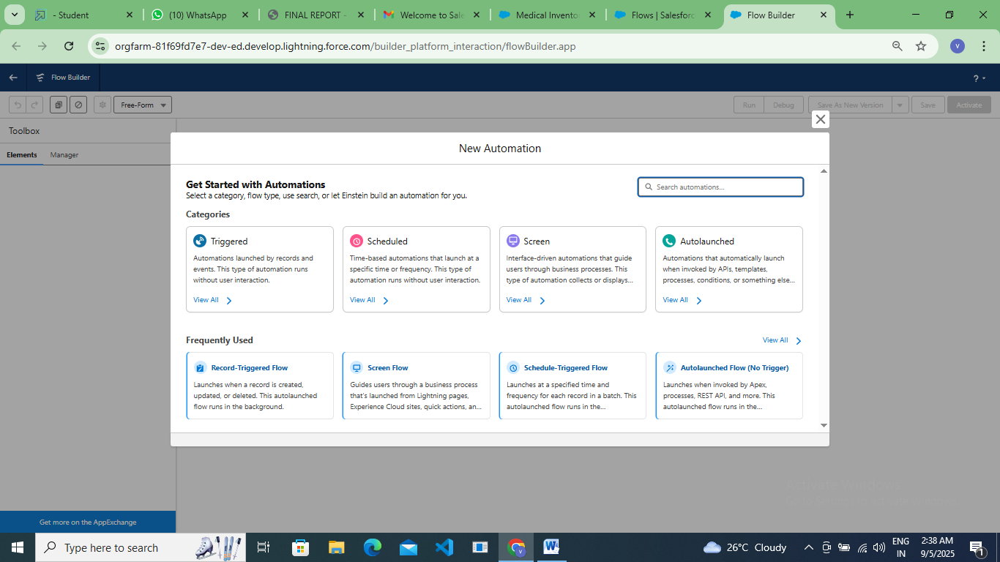 - Student
(10) WhatsApp
FINAL REPORT -
Welcome to Sale
Medical Invento
Flows | Salesforc
Flow Builder
orgfarm-81f69fd7e7-dev-ed.develop.lightning.force.com/builder_platform_interaction/flowBuilder.app
V
Flow Builder
?
Free-Form
Run
Debug
Save As New Version
Save
Activate
Toolbox
Elements
Manager
New Automation
Get Started with Automations
Select a category, flow type, use search, or let Einstein build an automation for you.
Search automations...
Categories
Triggered
Automations launched by records and
events. This type of automation runs
without user interaction.
View All
Scheduled
Time-based automations that launch at a
specific time or frequency. This type of
automation runs without user interaction.
View All
Screen
Interface-driven automations that guide
users through business processes. This
type of automation collects or displays...
View All
Autolaunched
Automations that automatically launch
when invoked by APIs, templates,
processes, conditions, or something else...
View All
Frequently Used
View All
Record-Triggered Flow
Launches when a record is created,
updated, or deleted. This autolaunched
flow runs in the background.
Screen Flow
Guides users through a business process
that's launched from Lightning pages,
Experience Cloud sites, quick actions, an...
Schedule-Triggered Flow
Launches at a specified time and
frequency for each record in a batch. This
autolaunched flow runs in the...
Autolaunched Flow (No Trigger)
Launches when invoked by Apex,
processes, REST API, and more. This
autolaunched flow runs in the...
Get more on the AppExchange
Type here to search
26°C Cloudy
ENG
IN
2:38 AM
9/5/2025
1